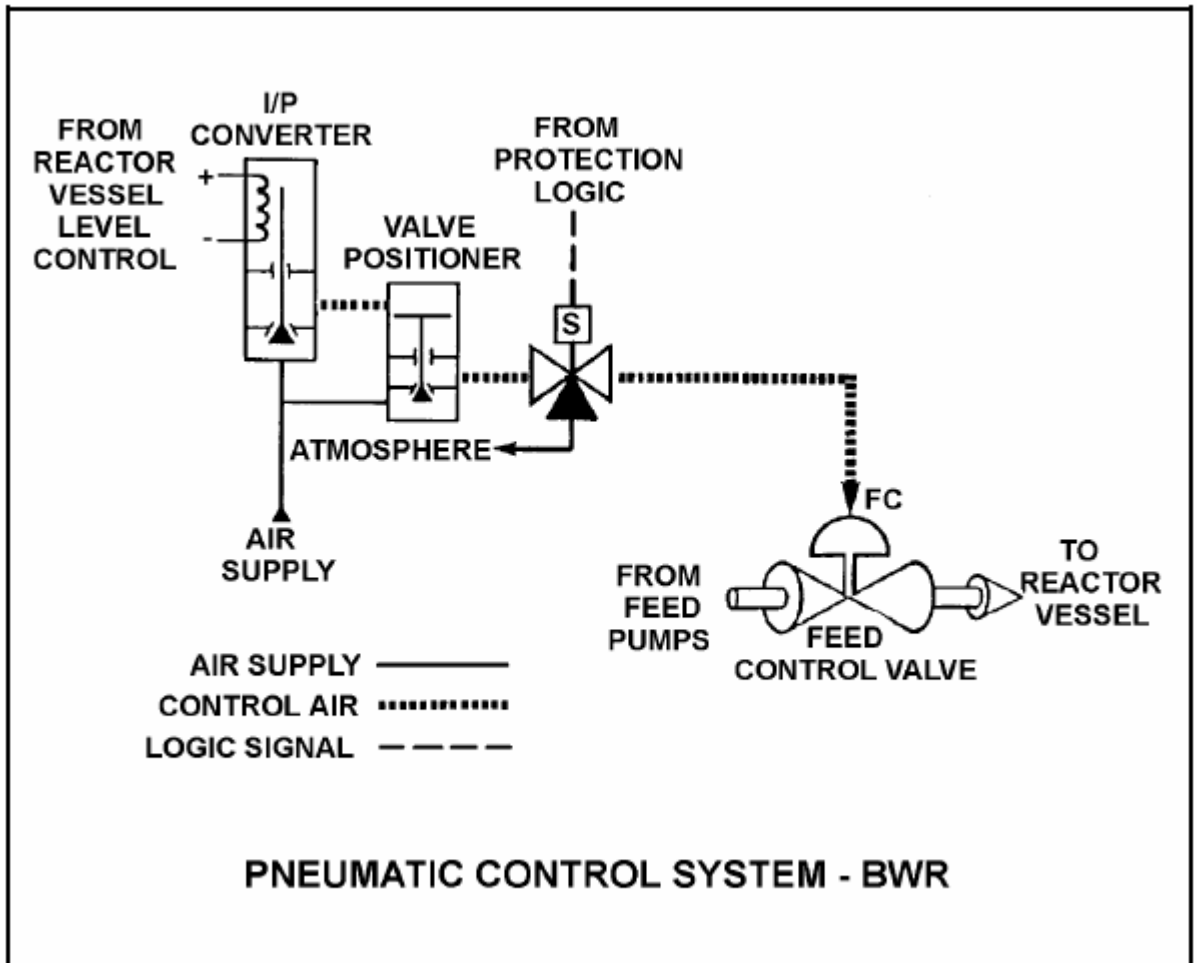 I/P
CONVERTER
FROM
REACTOR
VESSEL
LEVEL
CONTROL
+
-
VALVE
POSITIONER
FROM
PROTECTION
LOGIC
S
ATMOSPHERE
AIR
SUPPLY
FC
FROM
FEED
PUMPS
FEED
CONTROL VALVE
TO
REACTOR
VESSEL
AIR SUPPLY
CONTROL AIR
LOGIC SIGNAL
PNEUMATIC CONTROL SYSTEM - BWR